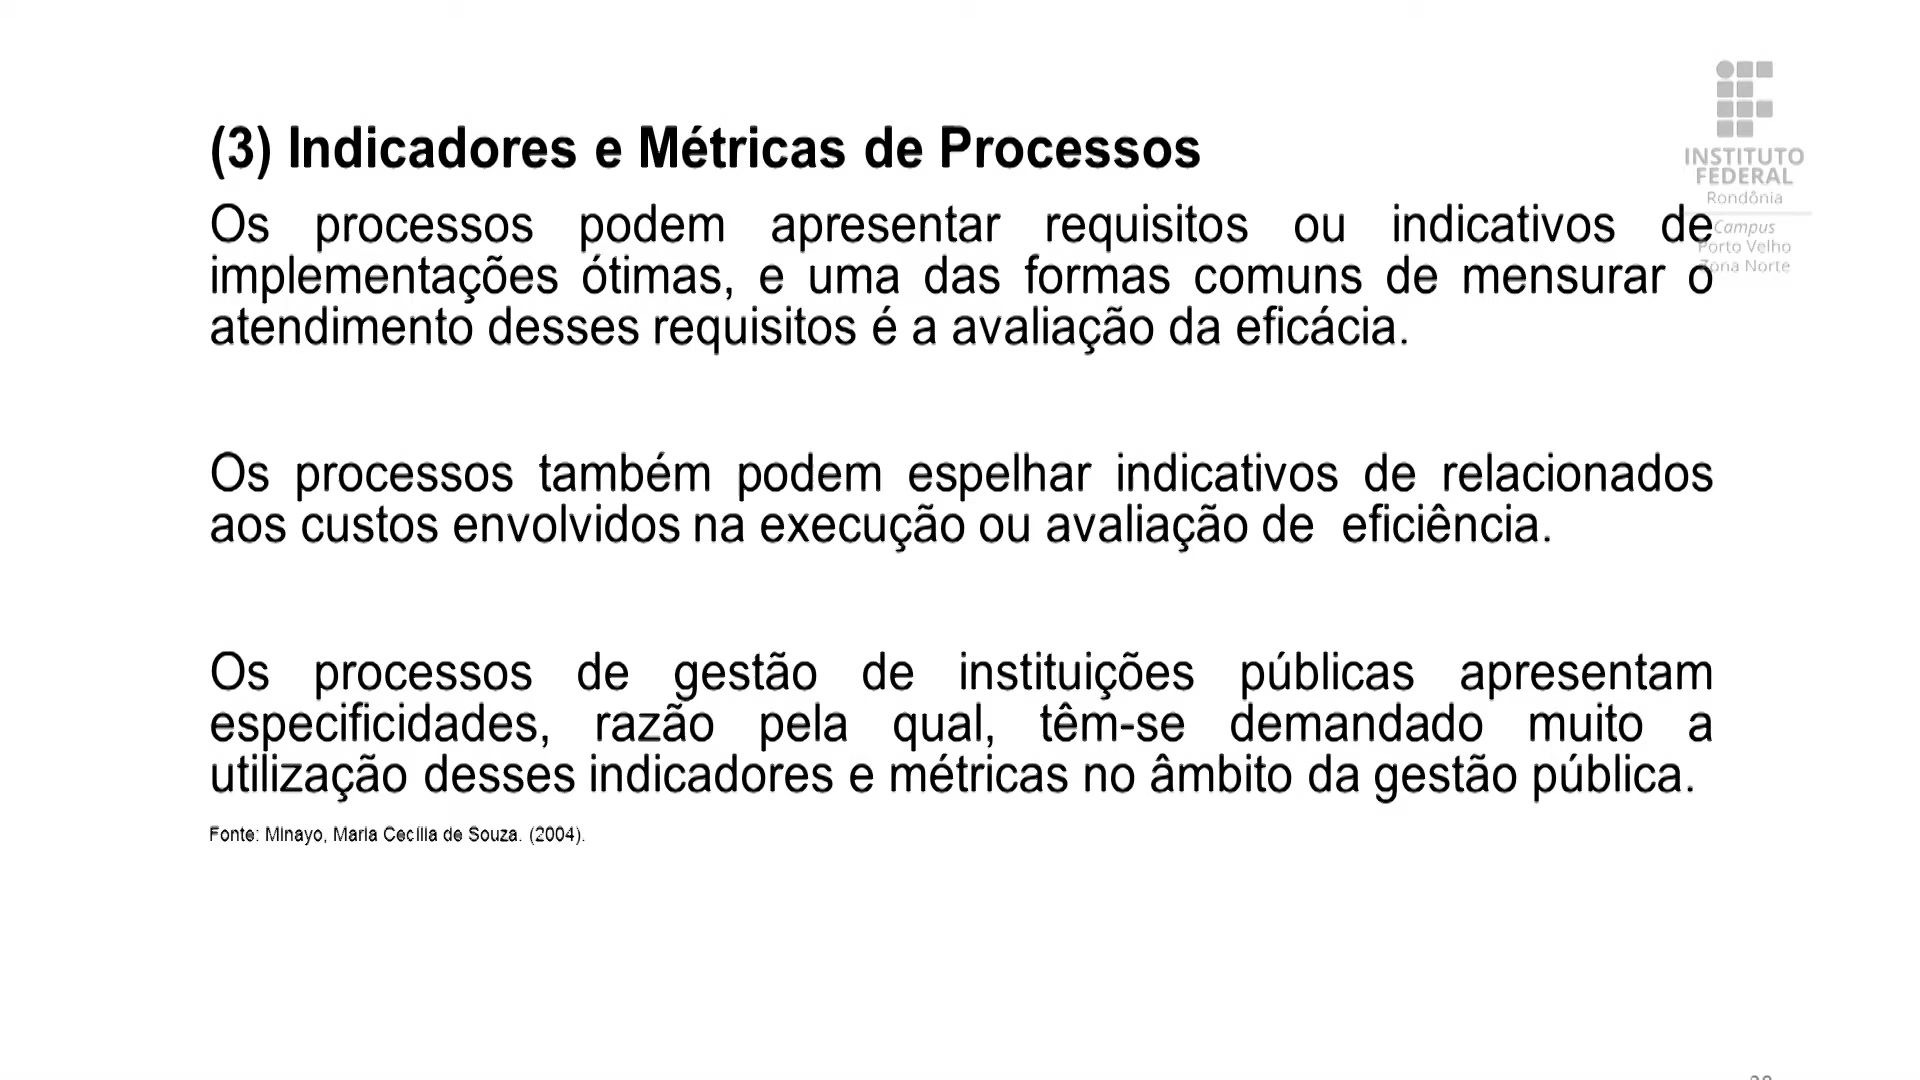 (3) Indicadores e Métricas de Processos
Os processos podem apresentar requisitos ou indicativos de
implementações ótimas, e uma das formas comuns de mensurar o
atendimento desses requisitos é a avaliação da eficácia.
Os processos também podem espelhar indicativos de relacionados
aos custos envolvidos na execução ou avaliação de eficiência.
Os processos de gestão de instituições públicas apresentam
especificidades, razão pela qual, têm-se demandado muito a
utilização desses indicadores e métricas no âmbito da gestão pública.
Fonte: Minayo, Maria Cecília de Souza. (2004).
INSTITUTO
FEDERAL
Rondônia
Campus
Porto Velho
Zona Norte